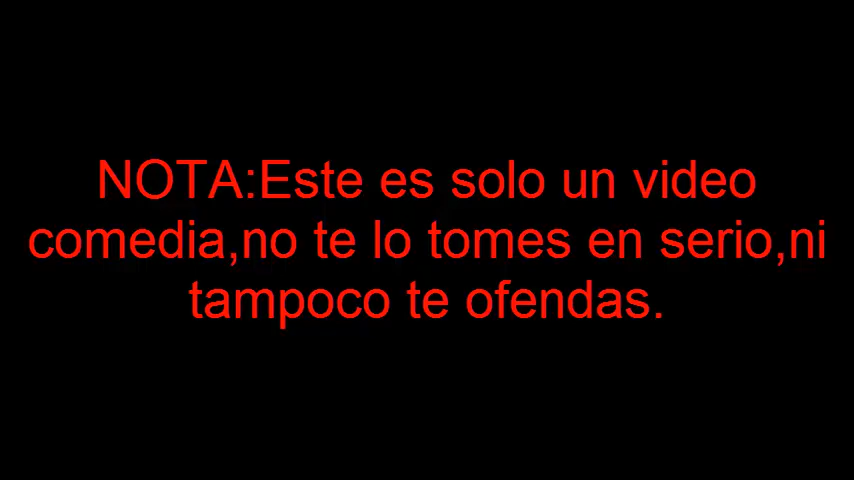 NOTA:Este es solo un video
comedia,no te lo tomes en serio,ni
tampoco te ofendas.